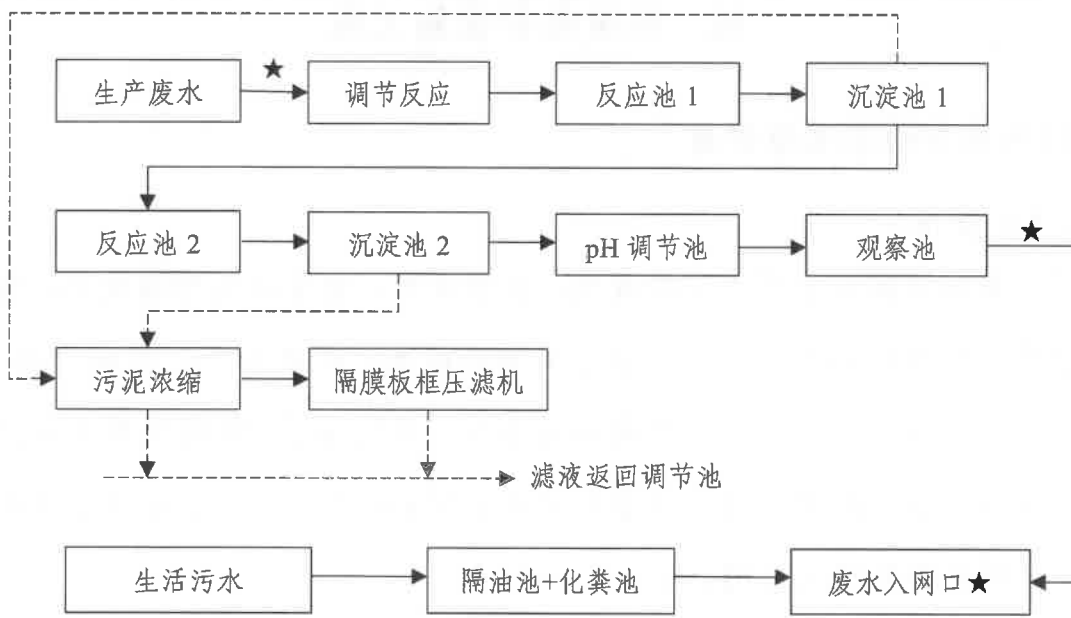 生产废水 ★ 调节反应 反应池 1 沉淀池 1
反应池 2 沉淀池 2 pH 调节池 观察池 ★
污泥浓缩 隔膜板框压滤机
滤液返回调节池
生活污水 隔油池+化粪池 废水入网口★